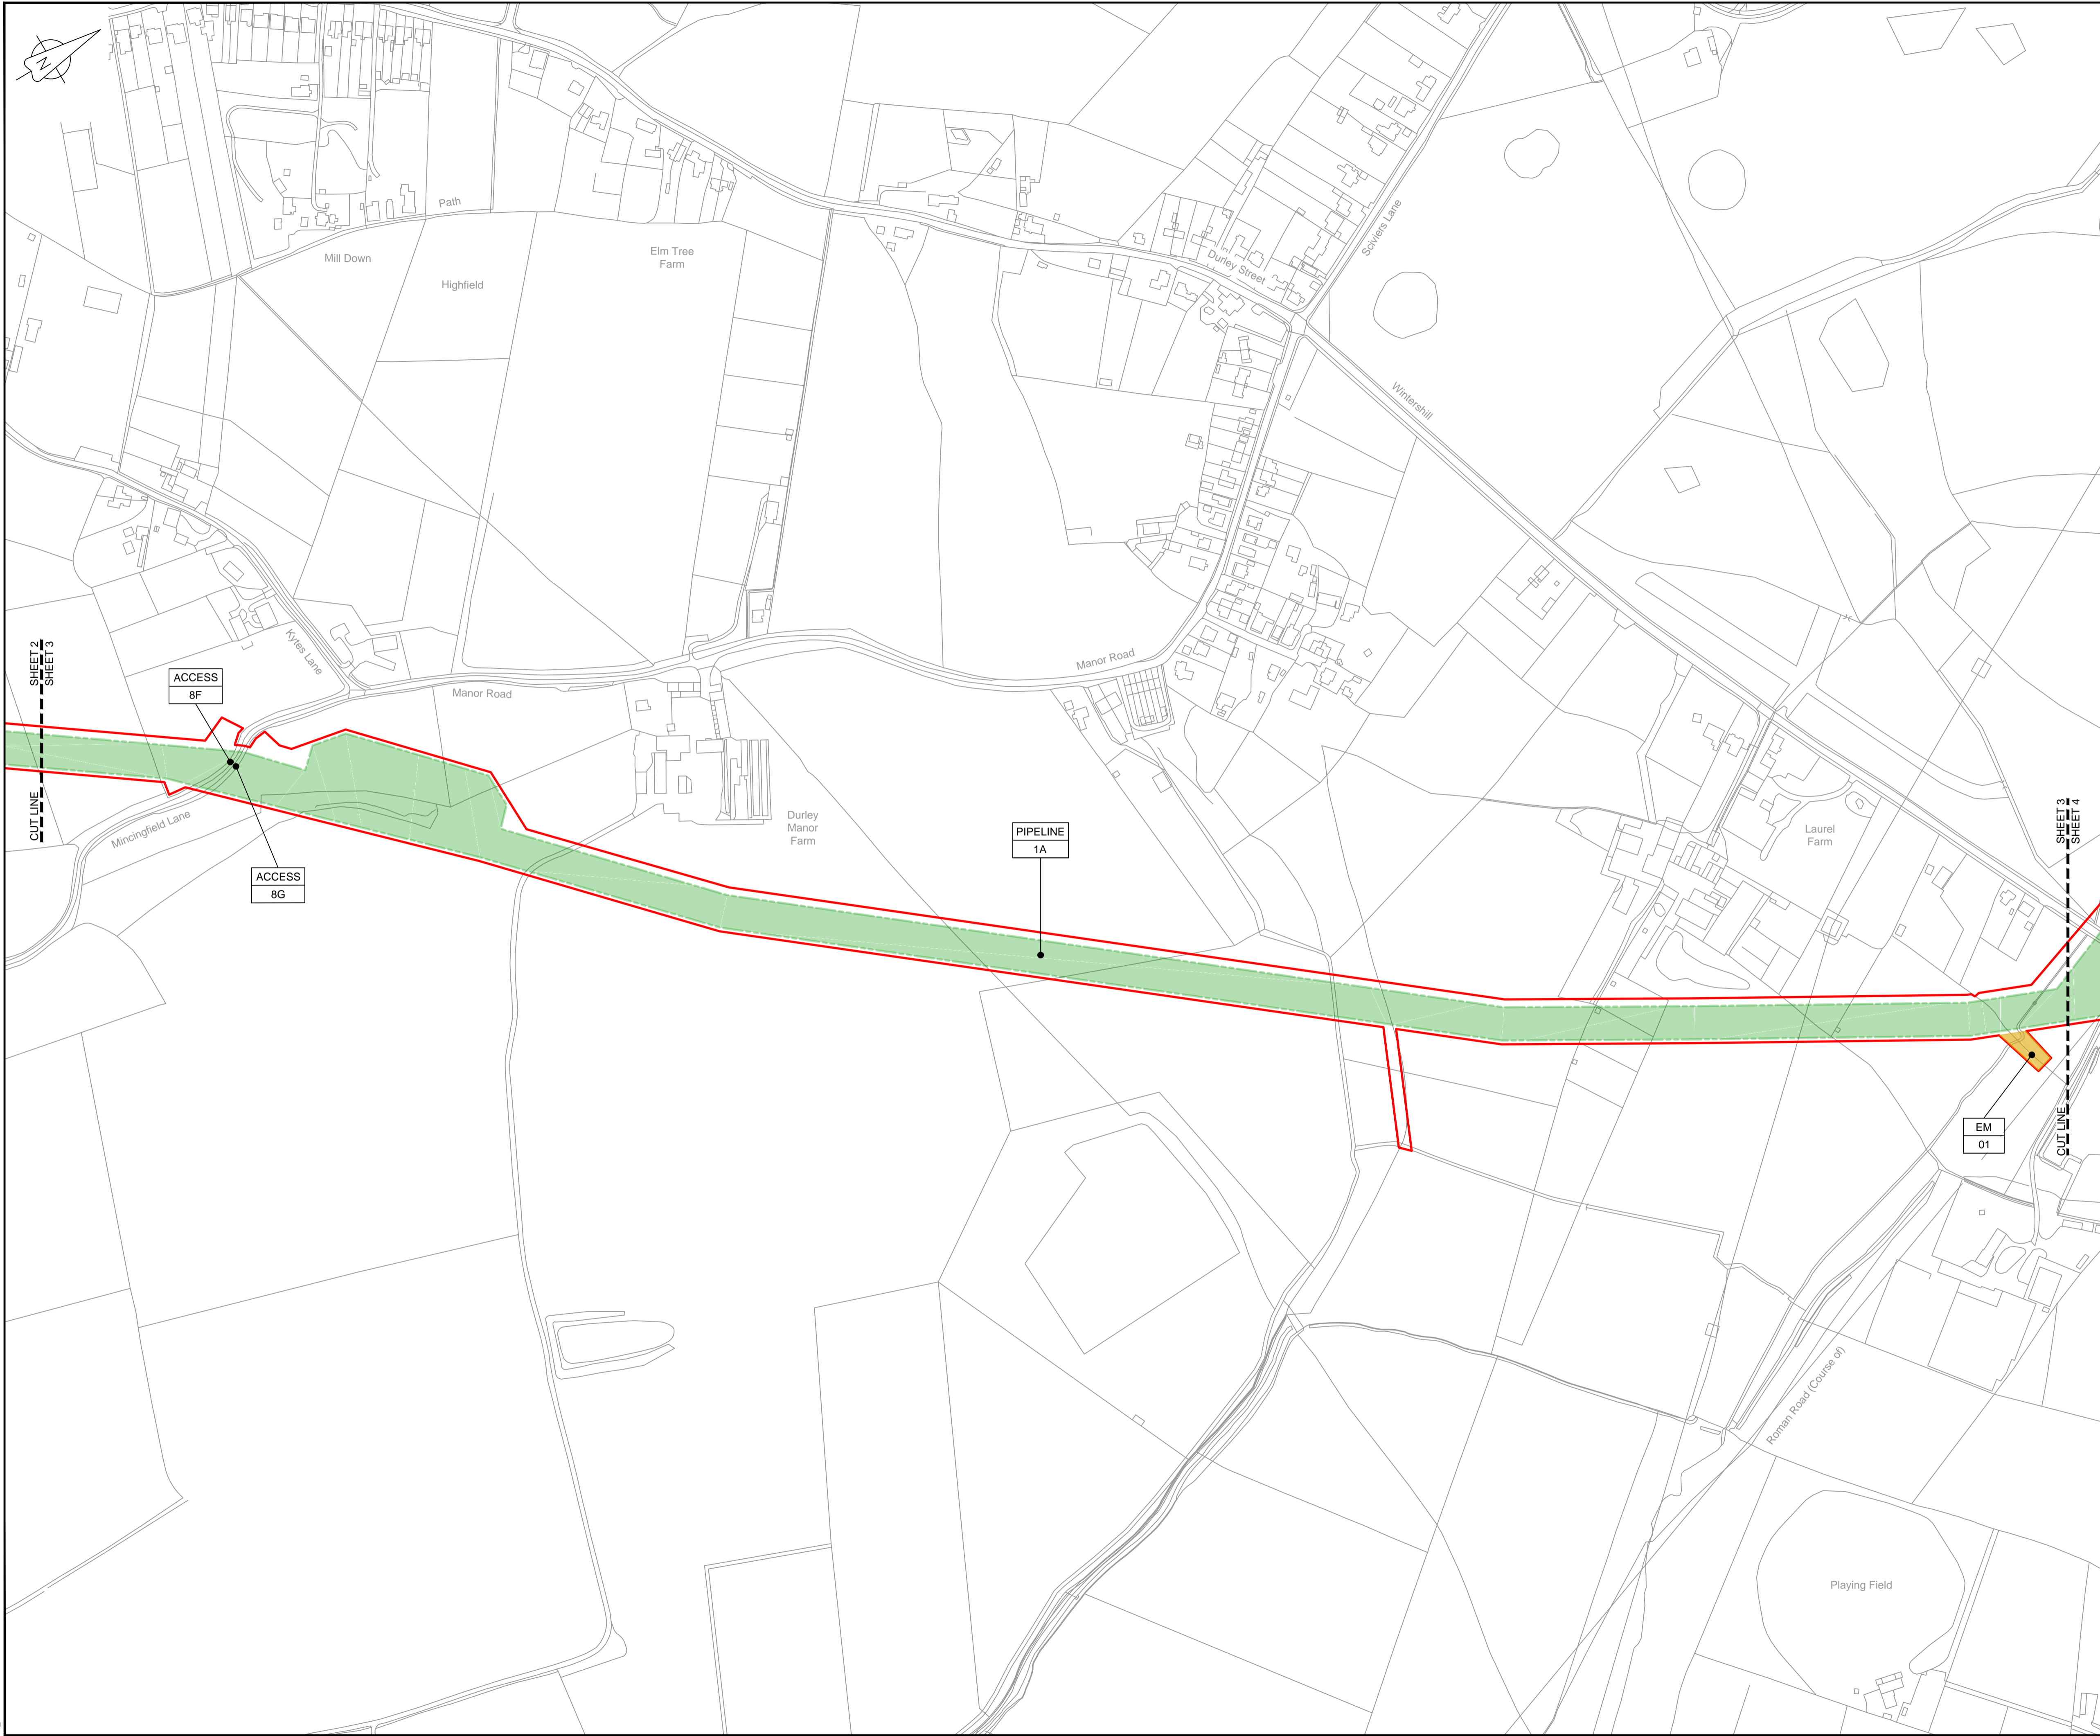 N
Path
Mill Down
Highfield
Elm Tree
Farm
Durley Street
Sciviers Lane
Wintershill
Kytes Lane
Manor Road
Manor Road
SHEET 2
SHEET 3
CUT LINE
ACCESS
8F
Mincingfield Lane
ACCESS
8G
Durley
Manor
Farm
PIPELINE
1A
Laurel
Farm
SHEET 3
SHEET 4
CUT LINE
EM
01
Roman Road (Course of)
Playing Field